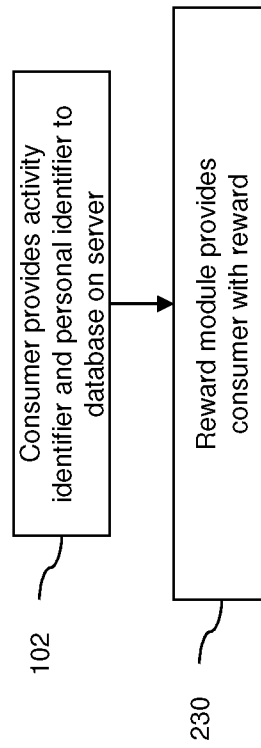 Consumer provides activity
identifier and personal identifier to
database on server
102
Reward module provides
consumer with reward
230